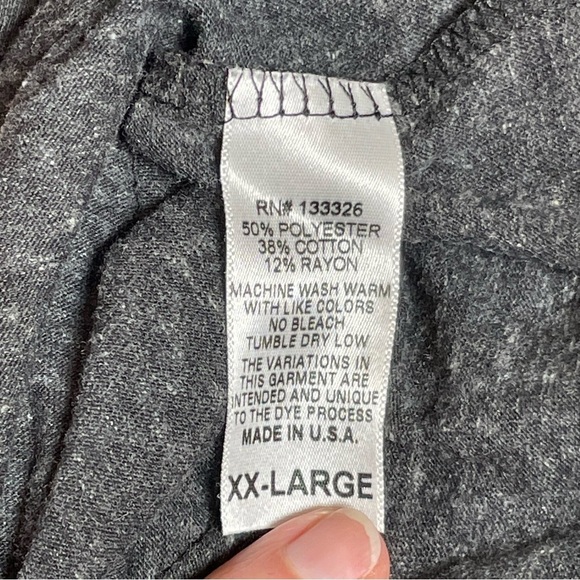 RN# 133326
50% POLYESTER
38% COTTON
12% RAYON
MACHINE WASH WARM
WITH LIKE COLORS
NO BLEACH
TUMBLE DRY LOW
THE VARIATIONS IN
THIS GARMENT ARE
INTENDED AND UNIQUE
TO THE DYE PROCESS
MADE IN U.S.A.
XX-LARGE